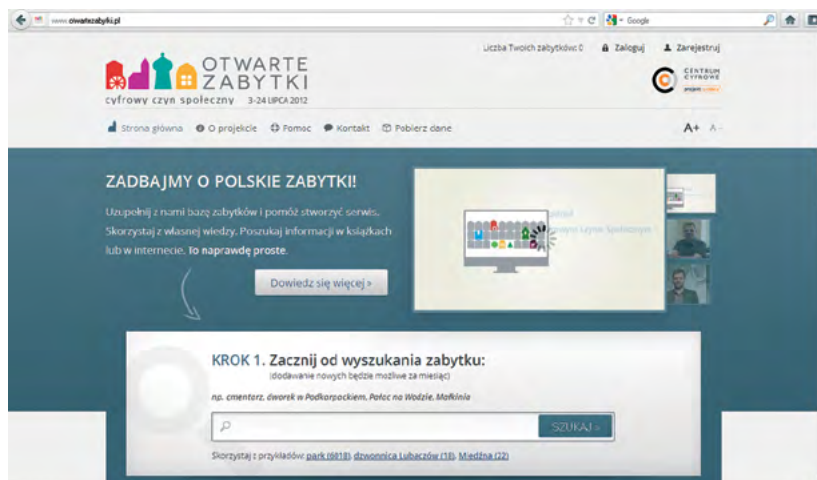 www.otwartezabytki.pl
Google
Liczba Twoich zabytków: 0 Zaloguj Zarejestruj
OTWARTE
ZABYTKI
cyfrowy czyn społeczny 3-24 LIPCA 2012
CENTRUM
CYFROWE
Strona główna O projekcie Pomoc Kontakt Pobierz dane A+ A-
ZADBAJMY O POLSKIE ZABYTKI!
Uzupełnij z nami bazę zabytków i pomóż stworzyć serwis.
Skorzystaj z własnej wiedzy. Poszukaj informacji w książkach
lub w internecie. To naprawdę proste.
Dowiedz się więcej »
KROK 1. Zacznij od wyszukania zabytku:
(dodawanie nowych będzie możliwe za miesiąc)
np. cmentarz, dworek w Podkarpackiem, Pałac na Wodzie, Małkinia
SZUKAJ »
Skorzystaj z przykładów: park (6018), dzwonnica Lubaczów (18), Miedźna (22)